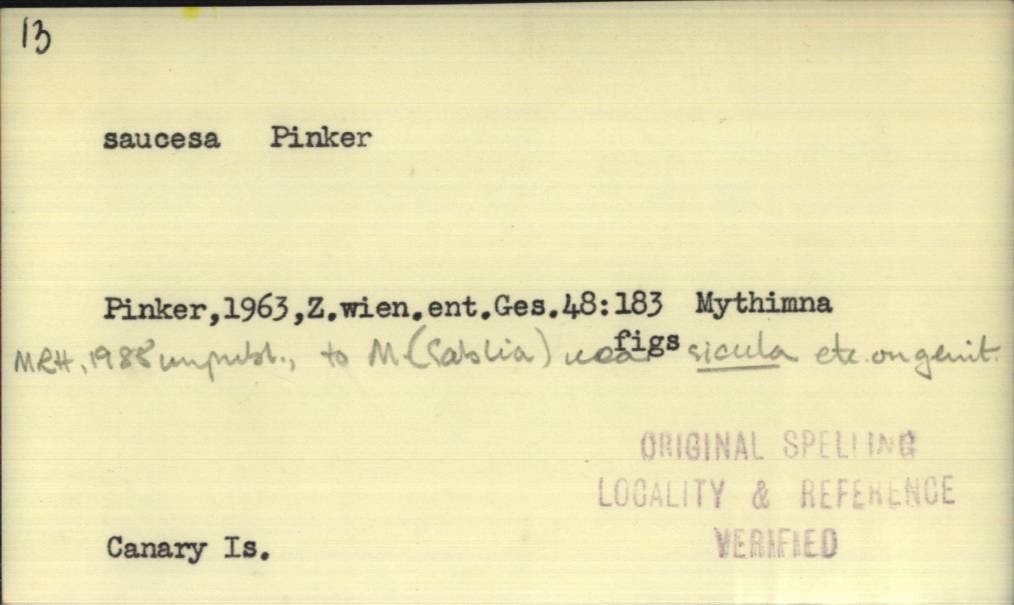 13
saucesa Pinker
Pinker,1963,Z.wien.ent.Ges.48:183 Mythimna
figs
MRH, 1988 unpubl., to M (Sablia) near sicula etc. on genit.
ORIGINAL SPELLING
LOCALITY & REFERENCE
VERIFIED
Canary Is.